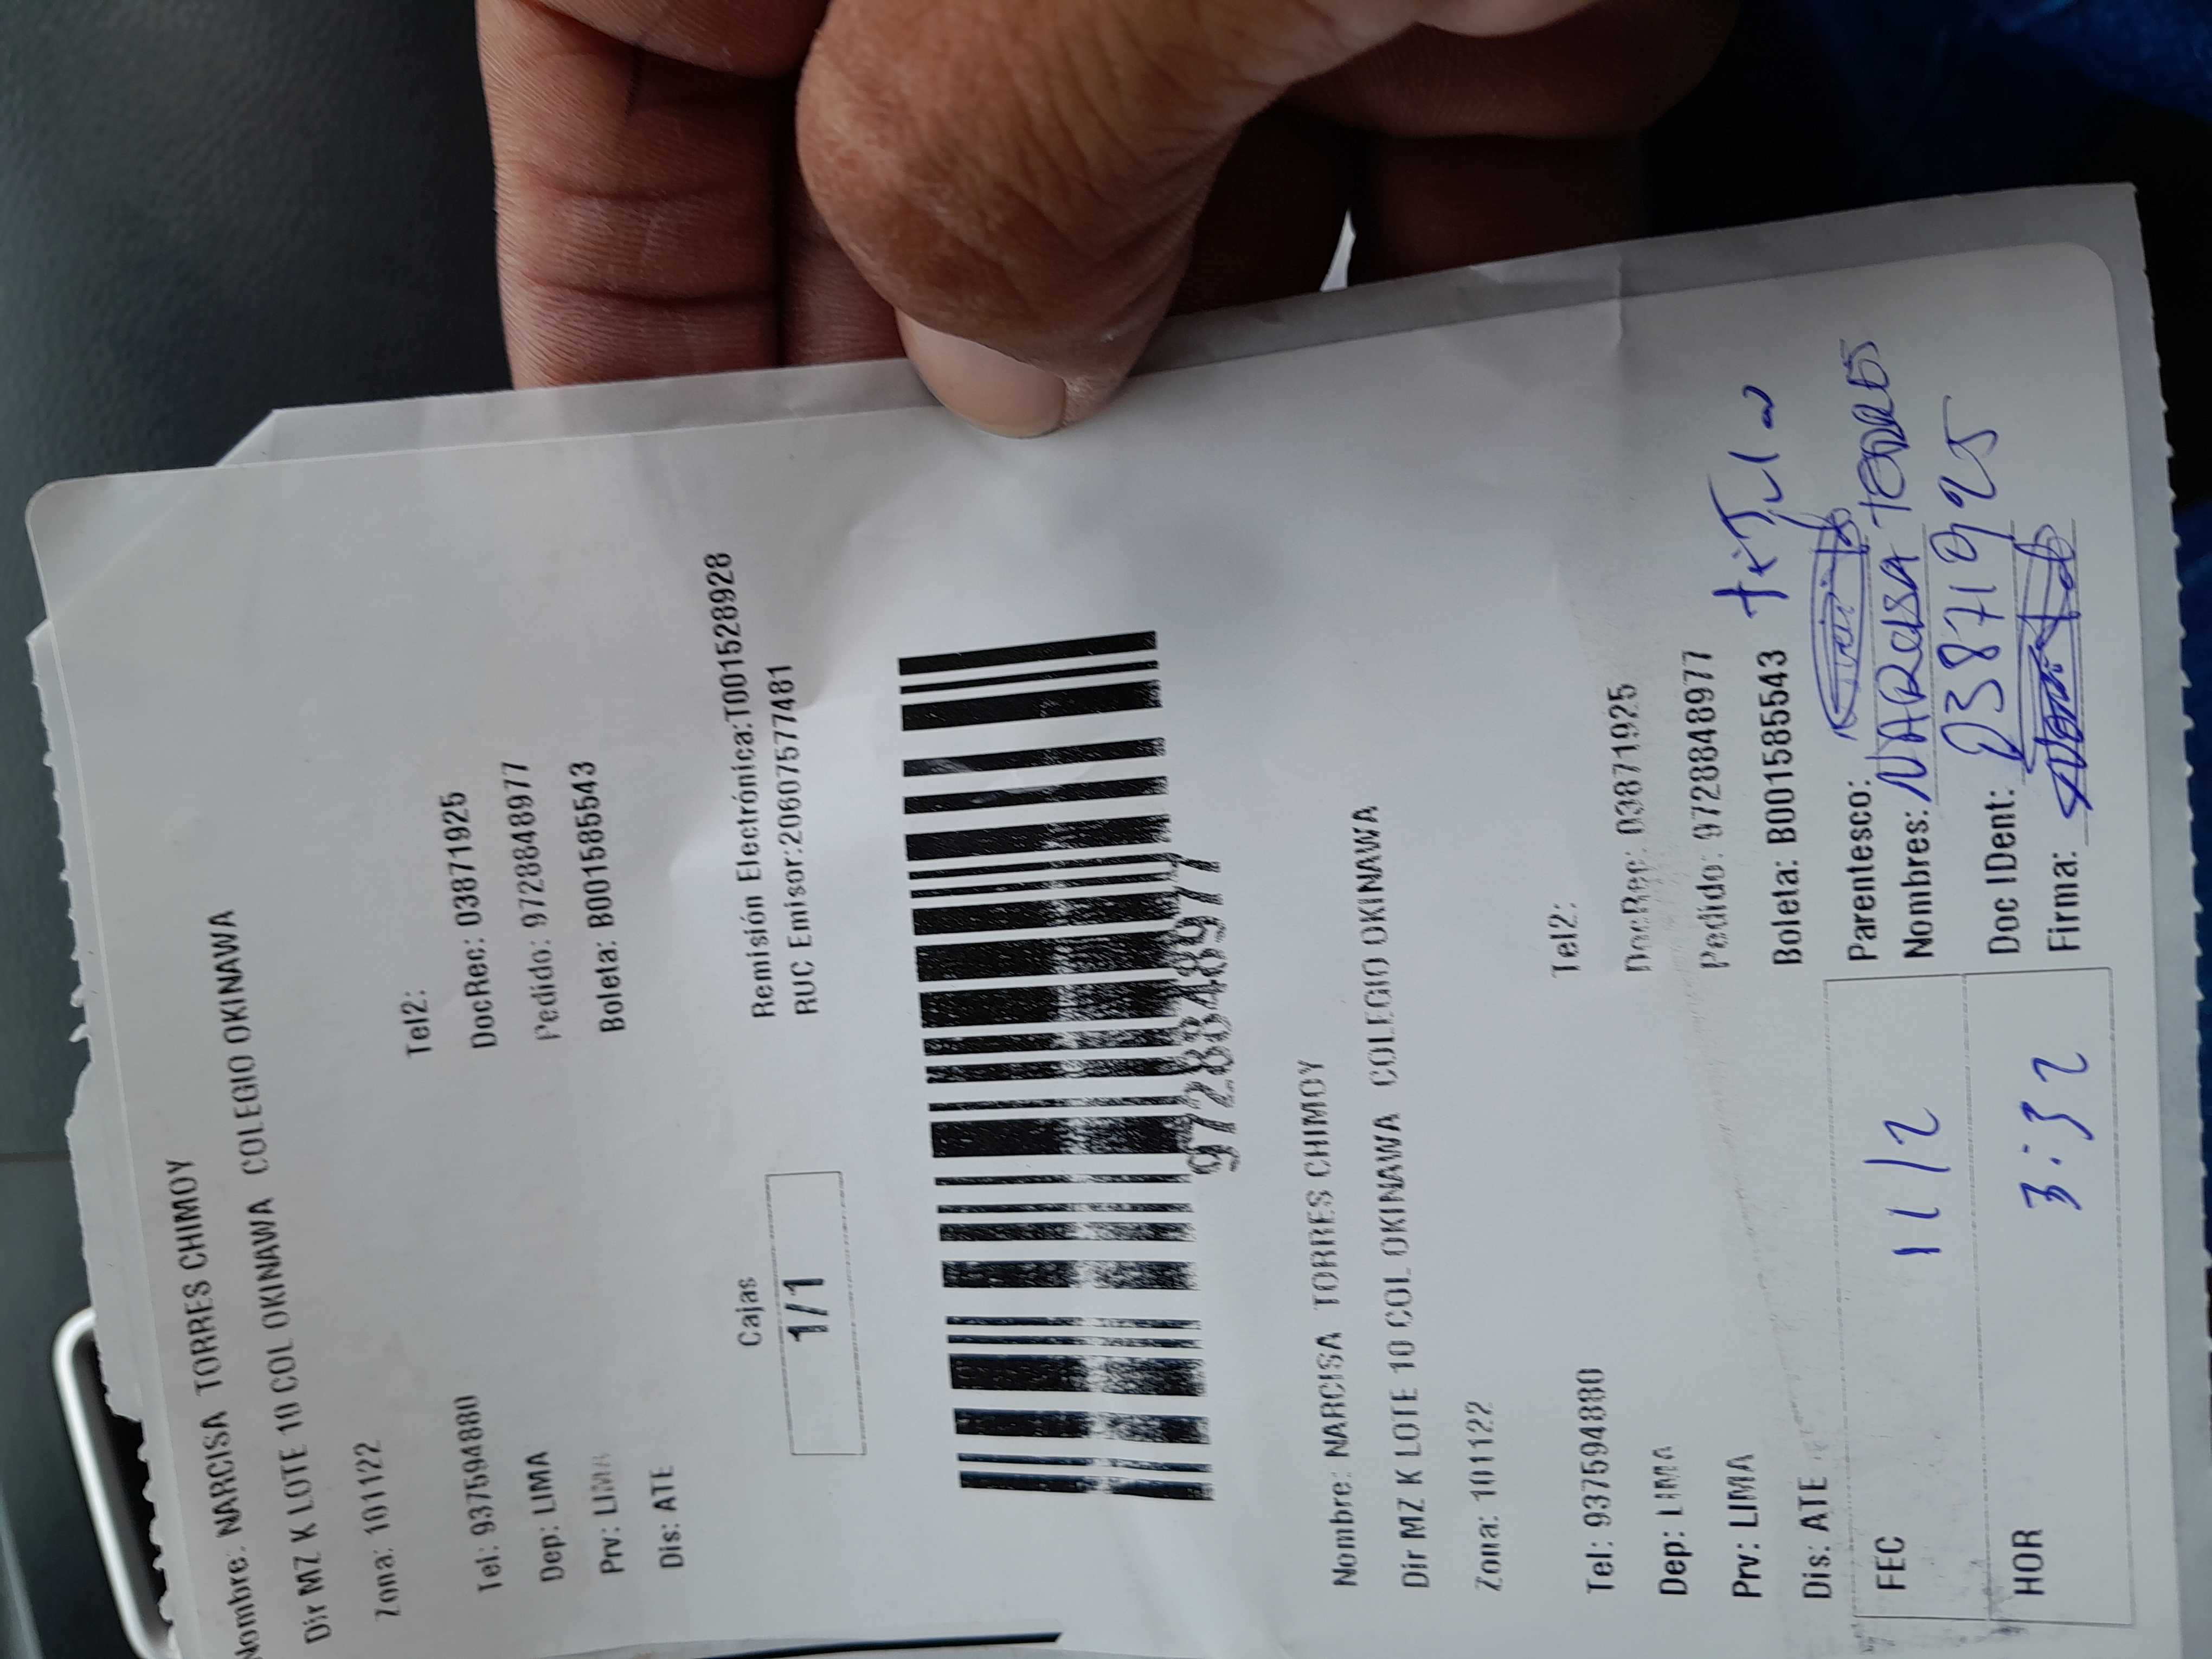 Nombre: NARCISA TORRES CHIMOY
Dir MZ K LOTE 10 COL OKINAWA COLEGIO OKINAWA
Zona: 101122
Tel: 937594880 Tel2:
Dep: LIMA DocRec: 03871925
Prv: LIMA Pedido: 9728848977
Dis: ATE Boleta: B001585543
Cajas
1/1
Remisión Electrónica:T001528928
RUC Emisor:20607577481
9728848977
Nombre: NARCISA TORRES CHIMOY
Dir MZ K LOTE 10 COL OKINAWA COLEGIO OKINAWA
Zona: 101122
Tel: 937594880 Tel2:
Dep: LIMA DocRec: 03871925
Prv: LIMA Pedido: 9728848977
Dis: ATE Boleta: B001585543
FEC 11/2 Parentesco:
Nombres: NARCISA TORRES
HOR 3:32 Doc IDent: 03871925
Firma: